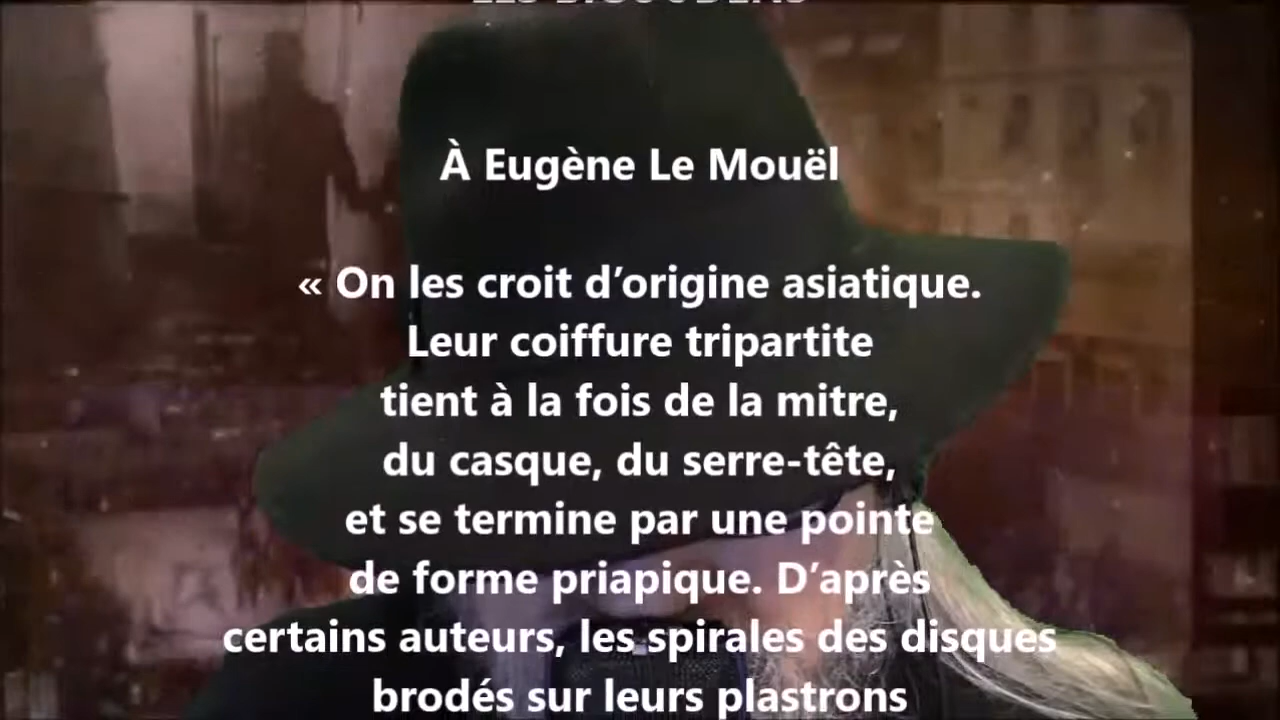 LES BIGOUDENS
À Eugène Le Mouël
« On les croit d’origine asiatique.
Leur coiffure tripartite
tient à la fois de la mitre,
du casque, du serre-tête,
et se termine par une pointe
de forme priapique. D’après
certains auteurs, les spirales des disques
brodés sur leurs plastrons